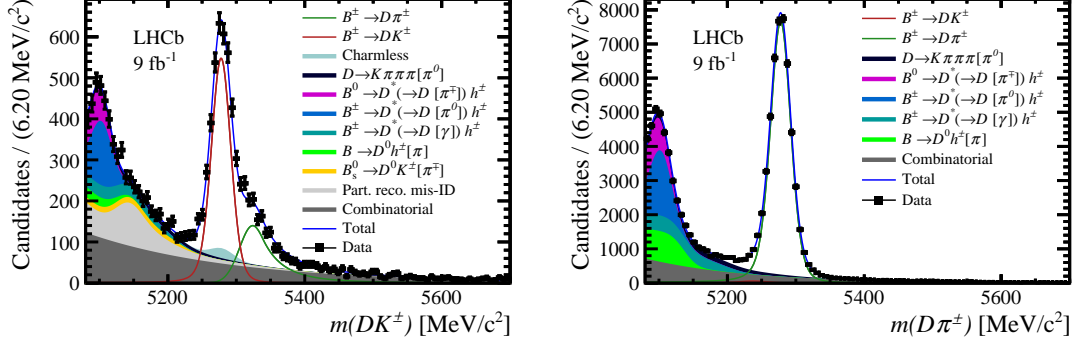 Candidates / (6.20 MeV/c²)
600
500
400
300
200
100
0
LHCb
9 fb⁻¹
B± → Dπ±
B± → DK±
Charmless
D → Kπππ[π⁰]
B⁰ → D*(→D [π∓]) h±
B± → D*(→D [π⁰]) h±
B± → D*(→D [γ]) h±
B → D⁰h±[π]
B⁰ₛ → D⁰K±[π∓]
Part. reco. mis-ID
Combinatorial
Total
Data
5200 5400 5600
m(DK±) [MeV/c²]
Candidates / (6.20 MeV/c²)
8000
7000
6000
5000
4000
3000
2000
1000
0
LHCb
9 fb⁻¹
B± → DK±
B± → Dπ±
D → Kπππ[π⁰]
B⁰ → D*(→D [π∓]) h±
B± → D*(→D [π⁰]) h±
B± → D*(→D [γ]) h±
B → D⁰h±[π]
Combinatorial
Total
Data
5200 5400 5600
m(Dπ±) [MeV/c²]